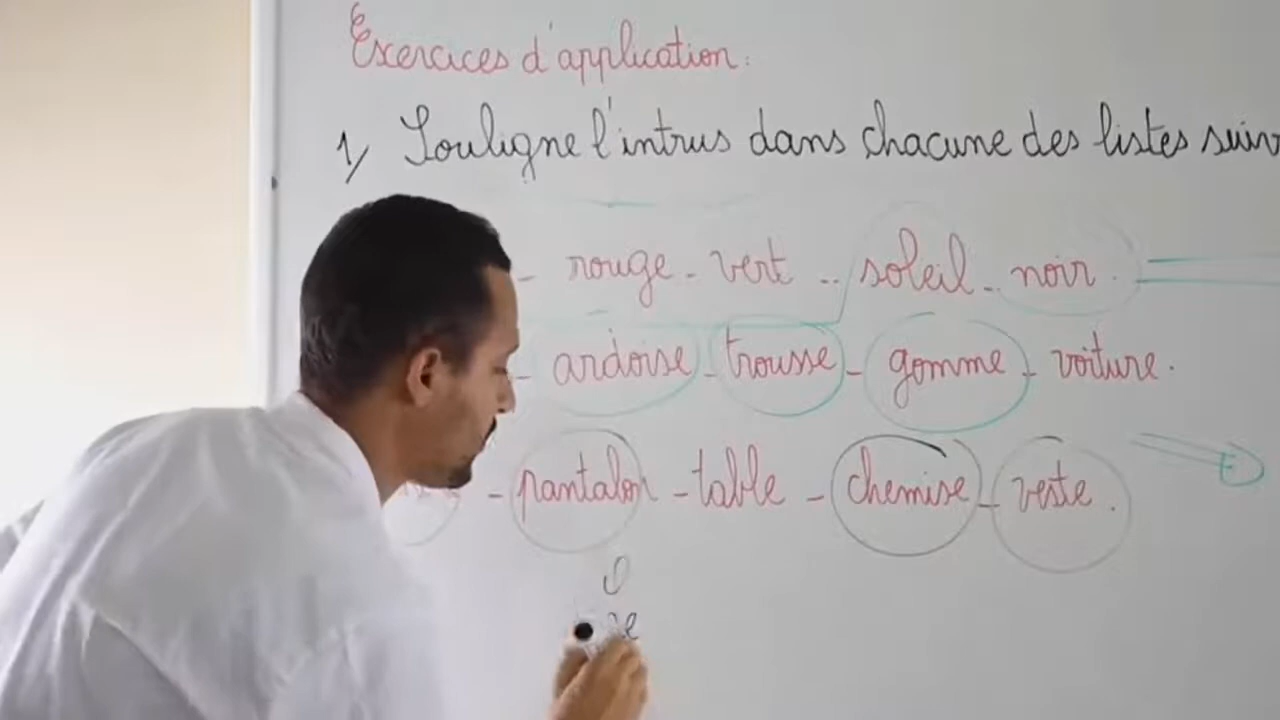 Exercices d'application :
1/ Souligne l'intrus dans chacune des listes suiv
- rouge - vert .. soleil - noir .
- ardoise - trousse - gomme - voiture .
- pantalon - table - chemise - veste .